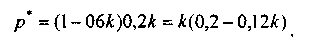 p* = (1 − 06k)0,2k = k(0,2 − 0,12k) ,